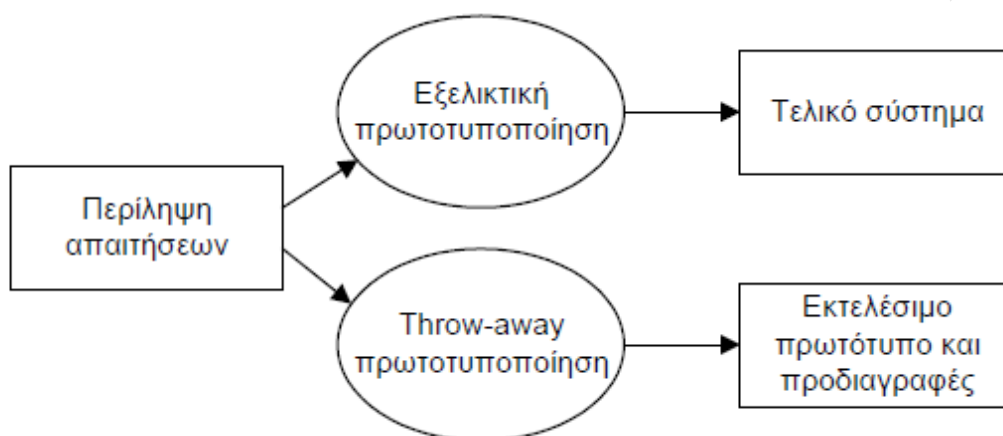 Περίληψη
απαιτήσεων
Εξελικτική
πρωτοτυποποίηση
Τελικό σύστημα
Throw-away
πρωτοτυποποίηση
Εκτελέσιμο
πρωτότυπο και
προδιαγραφές